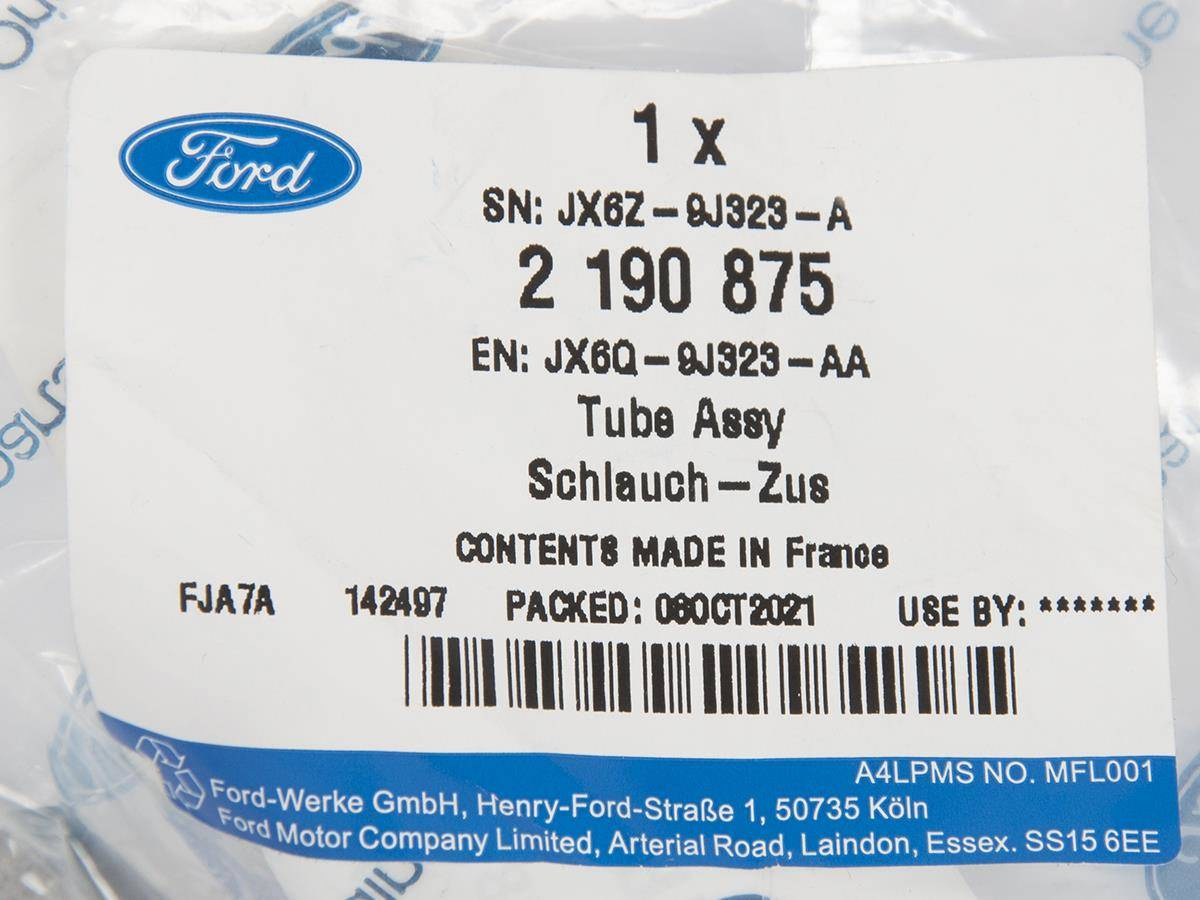 Ford
1 x
SN: JX6Z-9J323-A
2 190 875
EN: JX6Q-9J323-AA
Tube Assy
Schlauch-Zus
CONTENTS MADE IN France
FJA7A 142497 PACKED: 06OCT2021 USE BY: *******
A4LPMS NO. MFL001
Ford-Werke GmbH, Henry-Ford-Straße 1, 50735 Köln
Ford Motor Company Limited, Arterial Road, Laindon, Essex. SS15 6EE